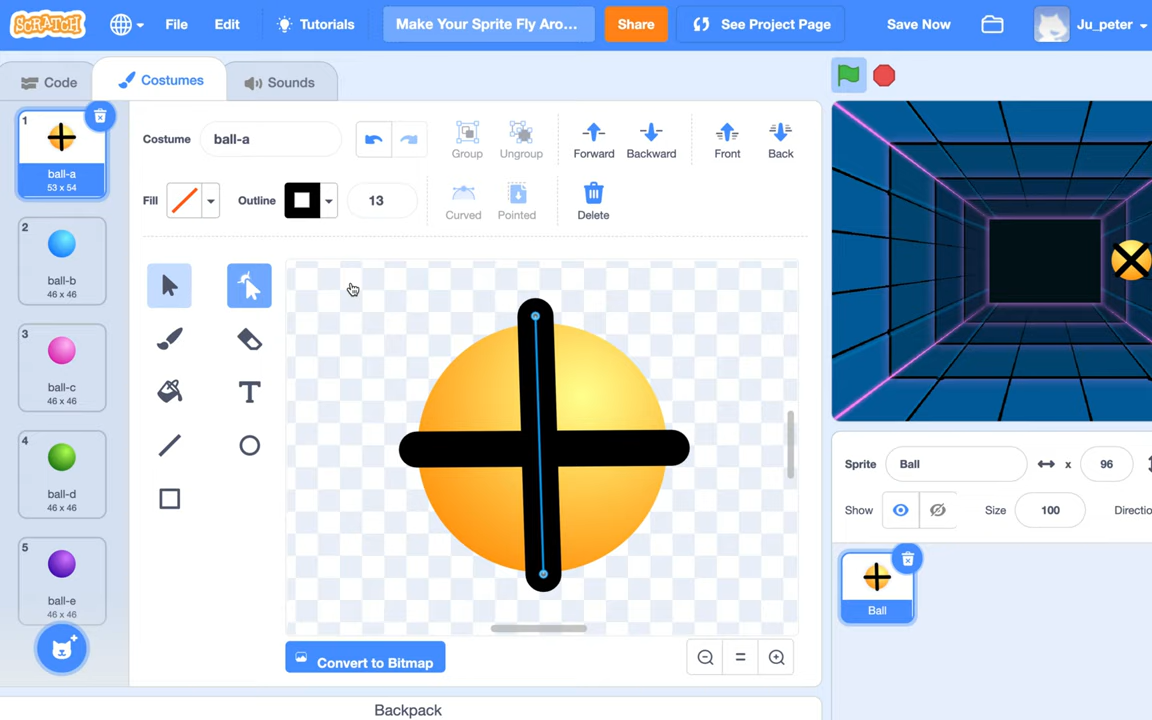 SCRATCH File Edit Tutorials Make Your Sprite Fly Aro... Share See Project Page Save Now Ju_peter
Code Costumes Sounds
1
ball-a
53 x 54
2
ball-b
46 x 46
3
ball-c
46 x 46
4
ball-d
46 x 46
5
ball-e
46 x 46
Costume ball-a Group Ungroup Forward Backward Front Back
Fill Outline 13 Curved Pointed Delete
Convert to Bitmap
Backpack
Sprite Ball x 96
Show Size 100 Directio
Ball